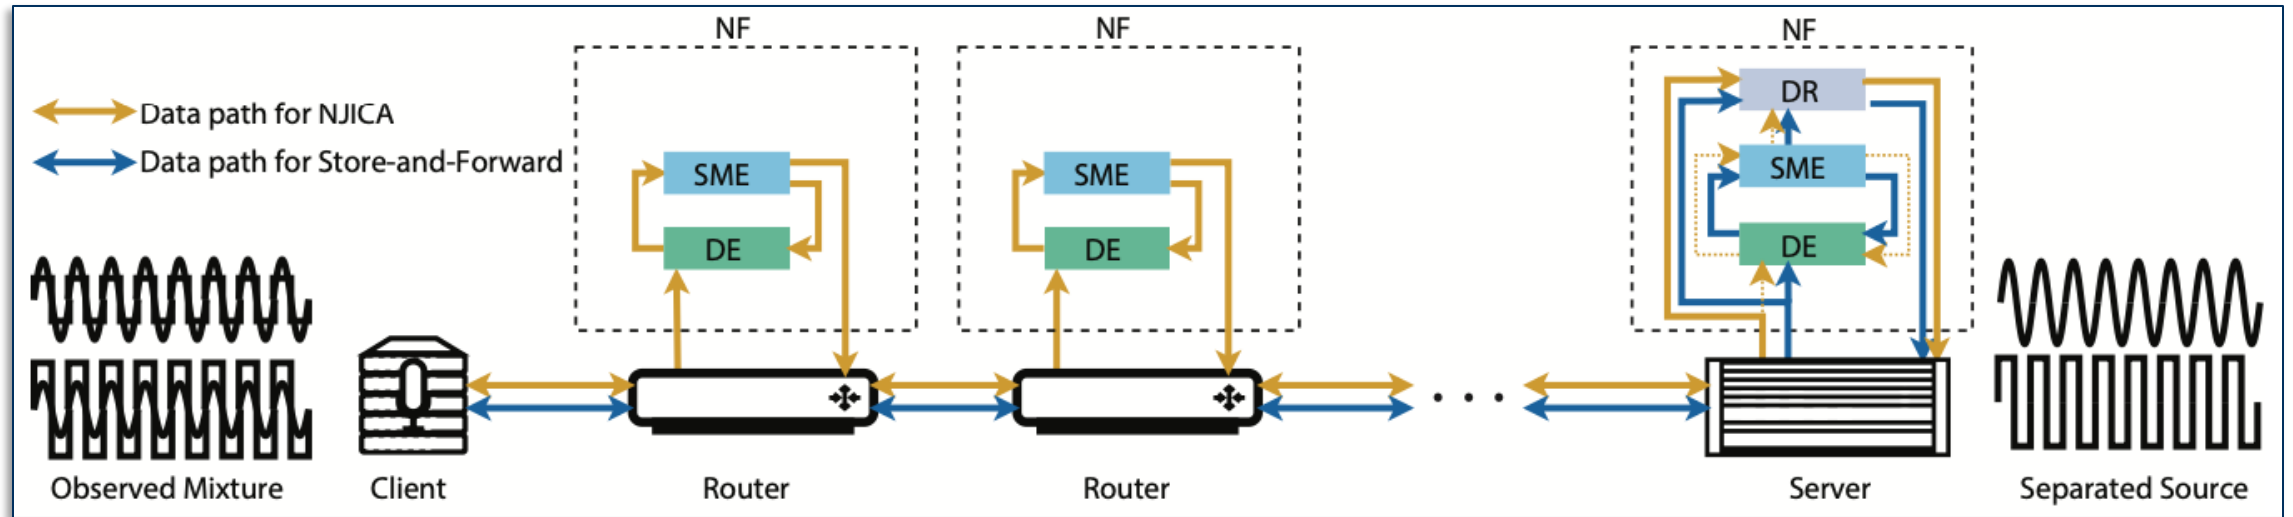 NF
NF
NF
Data path for NJICA
Data path for Store-and-Forward
DR
SME
SME
SME
DE
DE
DE
Observed Mixture
Client
Router
Router
Server
Separated Source